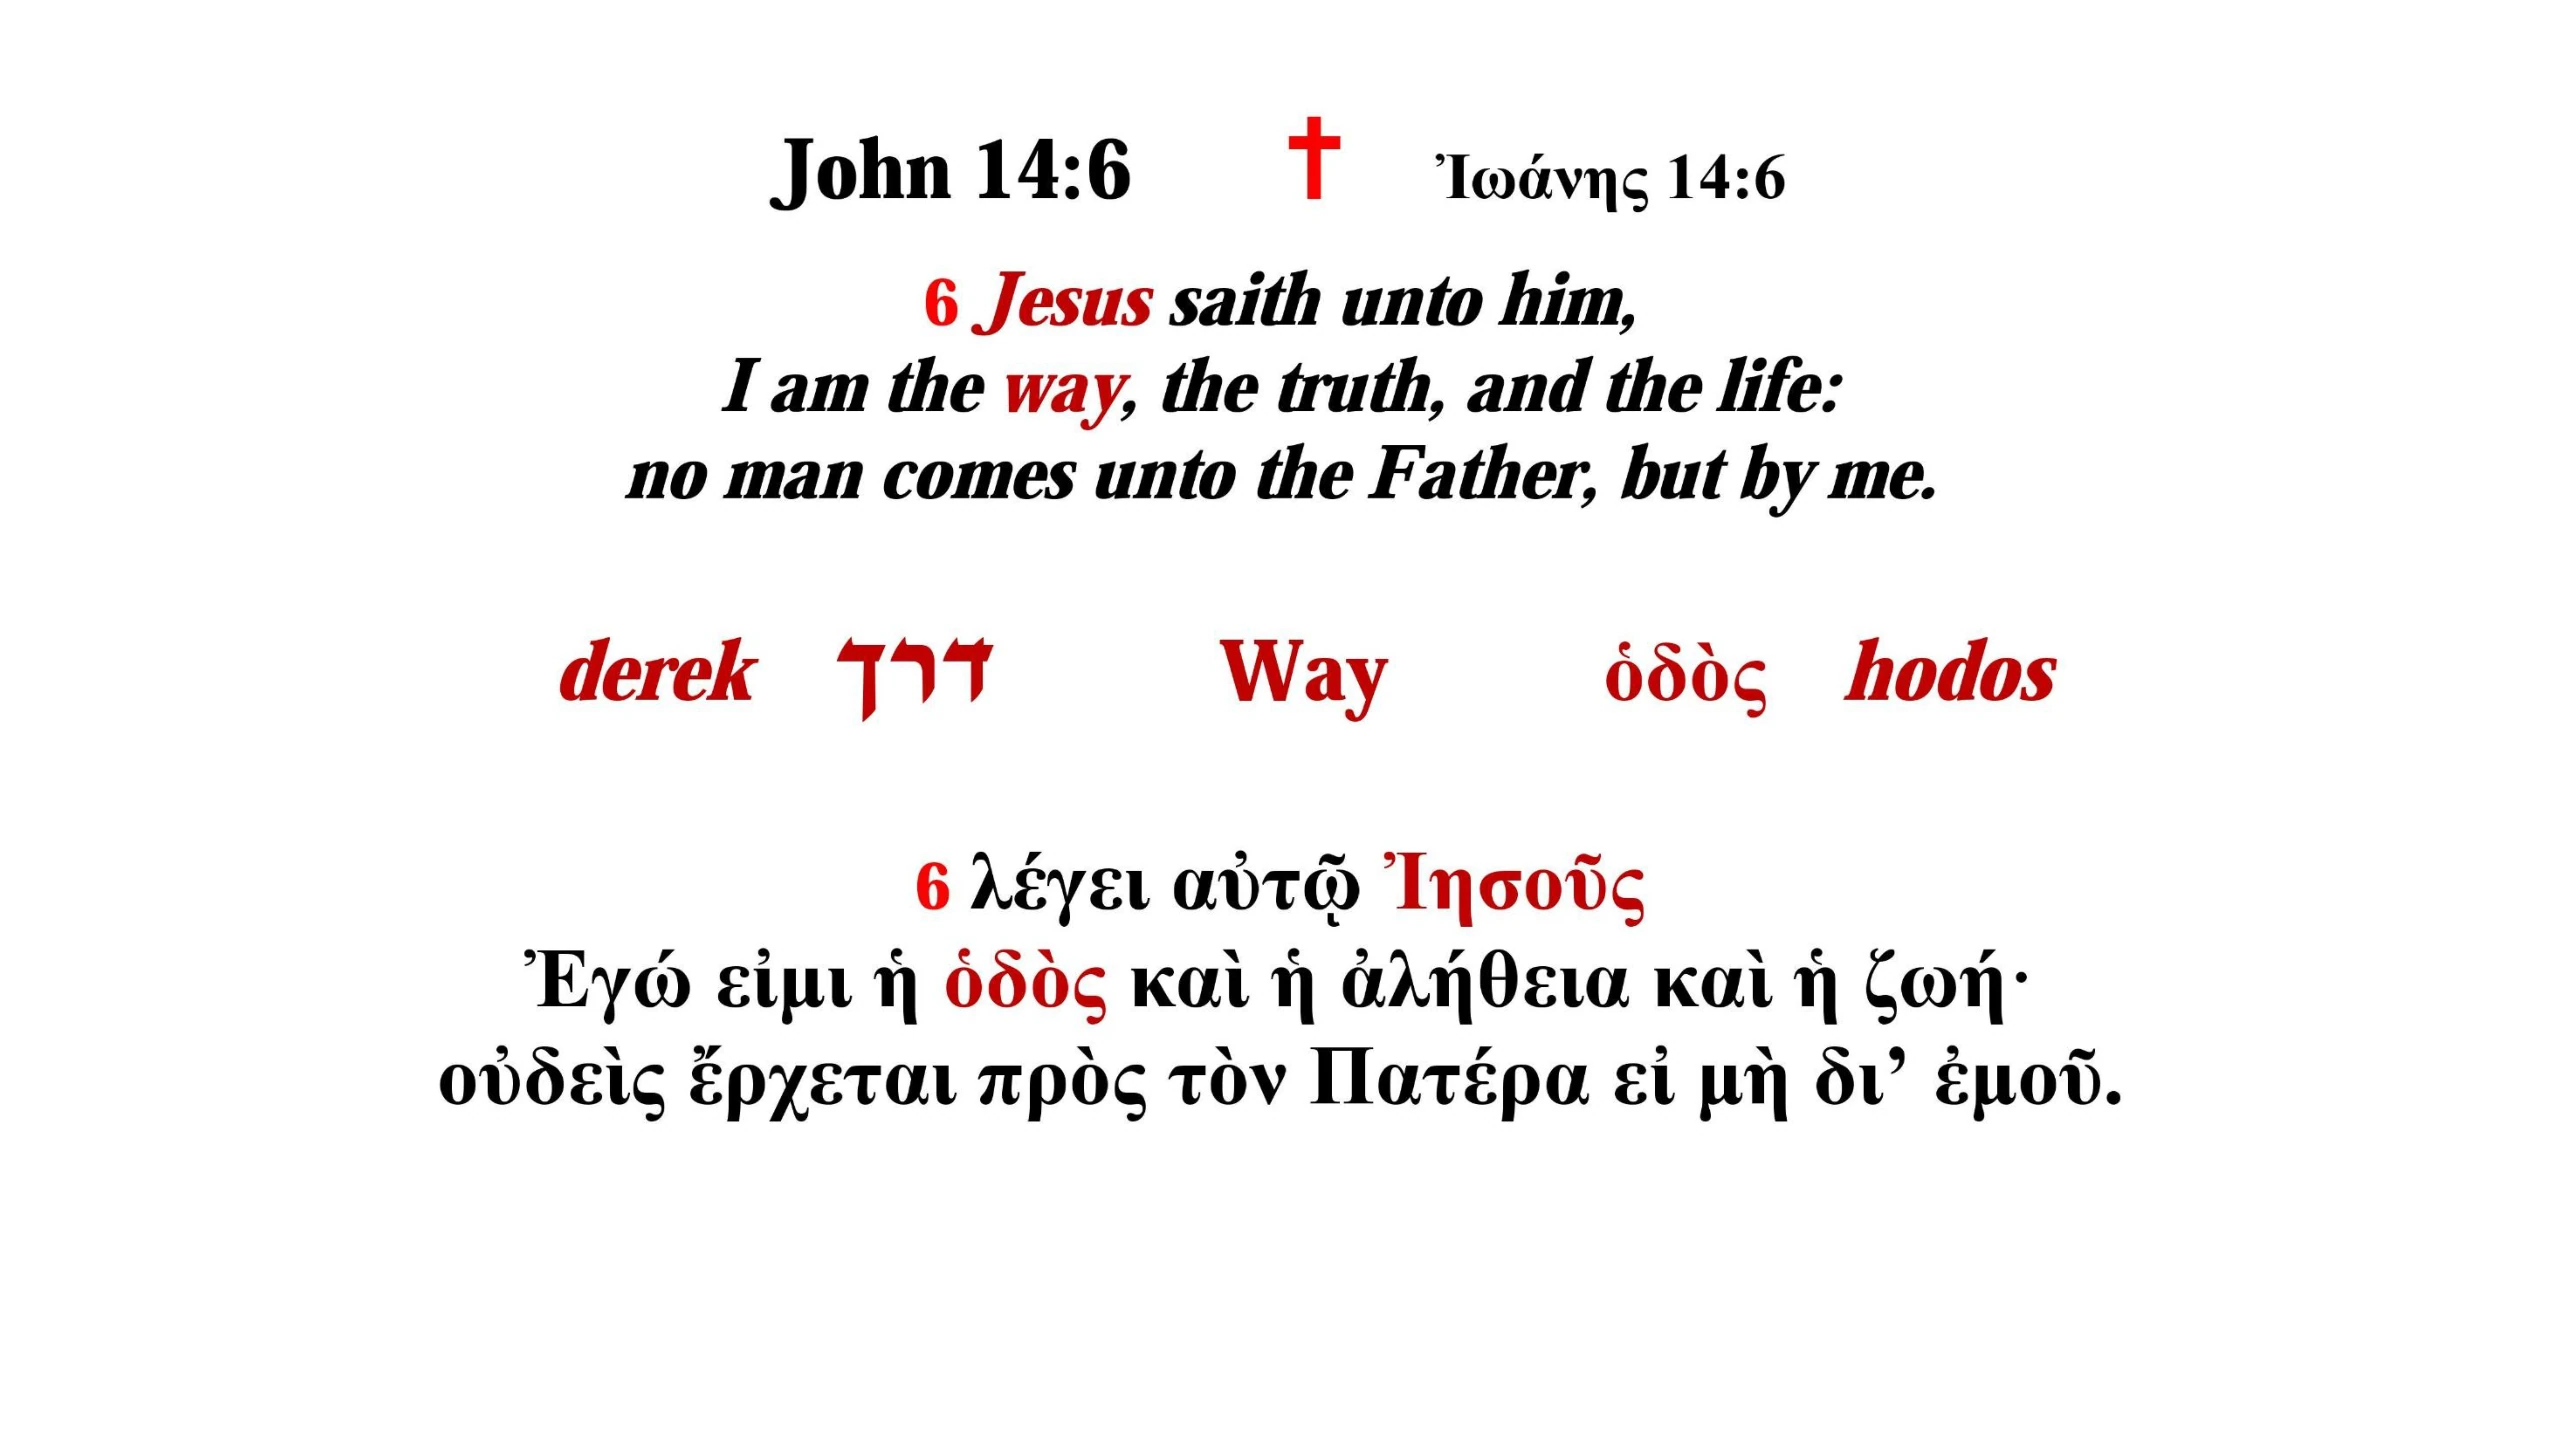 John 14:6 ✝ Ἰωάνης 14:6
6 Jesus saith unto him,
I am the way, the truth, and the life:
no man comes unto the Father, but by me.
derek דרך Way ὁδὸς hodos
6 λέγει αὐτῷ Ἰησοῦς
Ἐγώ εἰμι ἡ ὁδὸς καὶ ἡ ἀλήθεια καὶ ἡ ζωή·
οὐδεὶς ἔρχεται πρὸς τὸν Πατέρα εἰ μὴ δι’ ἐμοῦ.